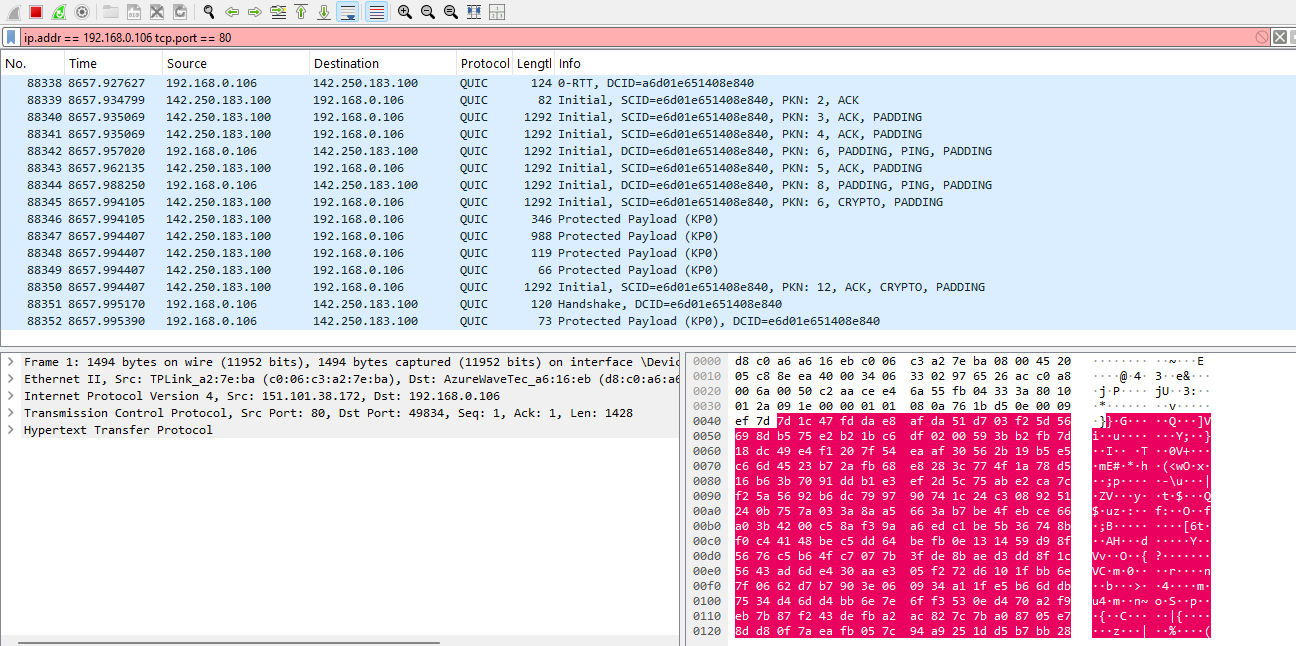 ip.addr == 192.168.0.106 tcp.port == 80
No. Time Source Destination Protocol Lengtl Info
88338 8657.927627 192.168.0.106 142.250.183.100 QUIC 124 0-RTT, DCID=a6d01e651408e840
88339 8657.934799 142.250.183.100 192.168.0.106 QUIC 82 Initial, SCID=e6d01e651408e840, PKN: 2, ACK
88340 8657.935069 142.250.183.100 192.168.0.106 QUIC 1292 Initial, SCID=e6d01e651408e840, PKN: 3, ACK, PADDING
88341 8657.935069 142.250.183.100 192.168.0.106 QUIC 1292 Initial, SCID=e6d01e651408e840, PKN: 4, ACK, PADDING
88342 8657.957020 192.168.0.106 142.250.183.100 QUIC 1292 Initial, DCID=e6d01e651408e840, PKN: 6, PADDING, PING, PADDING
88343 8657.962135 142.250.183.100 192.168.0.106 QUIC 1292 Initial, SCID=e6d01e651408e840, PKN: 5, ACK, PADDING
88344 8657.988250 192.168.0.106 142.250.183.100 QUIC 1292 Initial, DCID=e6d01e651408e840, PKN: 8, PADDING, PING, PADDING
88345 8657.994105 142.250.183.100 192.168.0.106 QUIC 1292 Initial, SCID=e6d01e651408e840, PKN: 6, CRYPTO, PADDING
88346 8657.994105 142.250.183.100 192.168.0.106 QUIC 346 Protected Payload (KP0)
88347 8657.994407 142.250.183.100 192.168.0.106 QUIC 988 Protected Payload (KP0)
88348 8657.994407 142.250.183.100 192.168.0.106 QUIC 119 Protected Payload (KP0)
88349 8657.994407 142.250.183.100 192.168.0.106 QUIC 66 Protected Payload (KP0)
88350 8657.994407 142.250.183.100 192.168.0.106 QUIC 1292 Initial, SCID=e6d01e651408e840, PKN: 12, ACK, CRYPTO, PADDING
88351 8657.995170 192.168.0.106 142.250.183.100 QUIC 120 Handshake, DCID=e6d01e651408e840
88352 8657.995390 192.168.0.106 142.250.183.100 QUIC 73 Protected Payload (KP0), DCID=e6d01e651408e840
Frame 1: 1494 bytes on wire (11952 bits), 1494 bytes captured (11952 bits) on interface \Devic
Ethernet II, Src: TPLink_a2:7e:ba (c0:06:c3:a2:7e:ba), Dst: AzureWaveTec_a6:16:eb (d8:c0:a6:a6
Internet Protocol Version 4, Src: 151.101.38.172, Dst: 192.168.0.106
Transmission Control Protocol, Src Port: 80, Dst Port: 49834, Seq: 1, Ack: 1, Len: 1428
Hypertext Transfer Protocol
0000 d8 c0 a6 a6 16 eb c0 06 c3 a2 7e ba 08 00 45 20 ········ ··~···E
0010 05 c8 8e ea 40 00 34 06 33 02 97 65 26 ac c0 a8 ····@·4· 3··e&···
0020 00 6a 00 50 c2 aa ce e4 6a 55 fb 04 33 3a 80 10 ·j·P···· jU··3:··
0030 01 2a 09 1e 00 00 01 01 08 0a 76 1b d5 0e 00 09 ·*······ ··v·····
0040 ef 7d 7d 1c 47 fd da e8 af da 51 d7 03 f2 5d 56 ·}}·G··· ··Q···]V
0050 69 8d b5 75 e2 b2 1b c6 df 02 00 59 3b b2 fb 7d i··u···· ···Y;··}
0060 18 dc 49 e4 f1 20 7f 54 ea af 30 56 2b 19 b5 e5 ··I·· ·T ··0V+···
0070 c6 6d 45 23 b7 2a fb 68 e8 28 3c 77 4f 1a 78 d5 ·mE#·*·h ·(<wO·x·
0080 16 b6 3b 70 91 dd b1 e3 ef 2d 5c 75 ab e2 ca 7c ··;p···· ·-\u···|
0090 f2 5a 56 92 b6 dc 79 97 90 74 1c 24 c3 08 92 51 ·ZV···y· ·t·$···Q
00a0 24 0b 75 7a 03 3a 8a a5 66 3a b7 be 4f eb ce 66 $·uz·:·· f:··O··f
00b0 a0 3b 42 00 c5 8a f3 9a a6 ed c1 be 5b 36 74 8b ·;B····· ····[6t·
00c0 f0 c4 41 48 be c5 dd 64 be fb 0e 13 14 59 d9 8f ··AH···d ·····Y··
00d0 56 76 c5 b6 4f c7 07 7b 3f de 8b ae d3 dd 8f 1c Vv··O··{ ?·······
00e0 56 43 ad 6d e4 30 aa e3 05 f2 72 d6 10 1f bb 6e VC·m·0·· ··r····n
00f0 7f 06 62 d7 b7 90 3e 06 09 34 a1 1f e5 b6 6d db ··b···>· ·4····m·
0100 75 34 d4 6d d4 bb 6e 7e 6f f3 53 0e d4 70 a2 f9 u4·m··n~ o·S··p··
0110 eb 7b 87 f2 43 de fb a2 ac 82 7c 7b a0 87 05 e7 ·{··C··· ··|{····
0120 8d d8 0f 7a ea fb 05 7c 94 a9 25 1d d5 b7 bb 28 ···z···| ··%····(